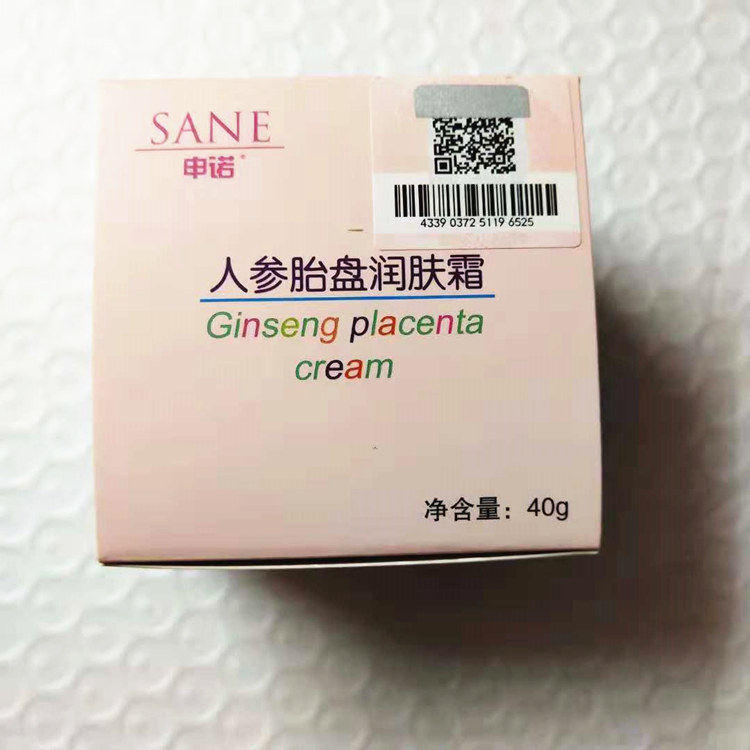 SANE
申诺®
4339 0372 5119 6525
人参胎盘润肤霜
Ginseng placenta
cream
净含量：40g